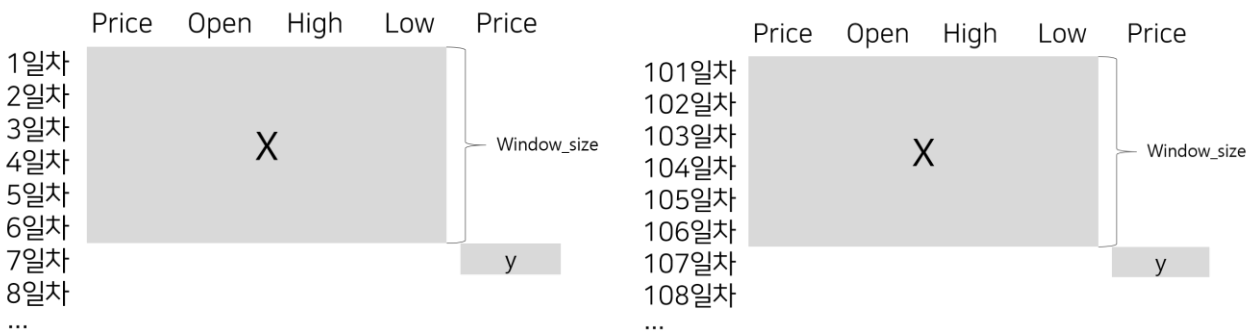 Price Open High Low Price
1일차
2일차
3일차
4일차
5일차
6일차
7일차
8일차
...
X
Window_size
y
Price Open High Low Price
101일차
102일차
103일차
104일차
105일차
106일차
107일차
108일차
...
X
Window_size
y